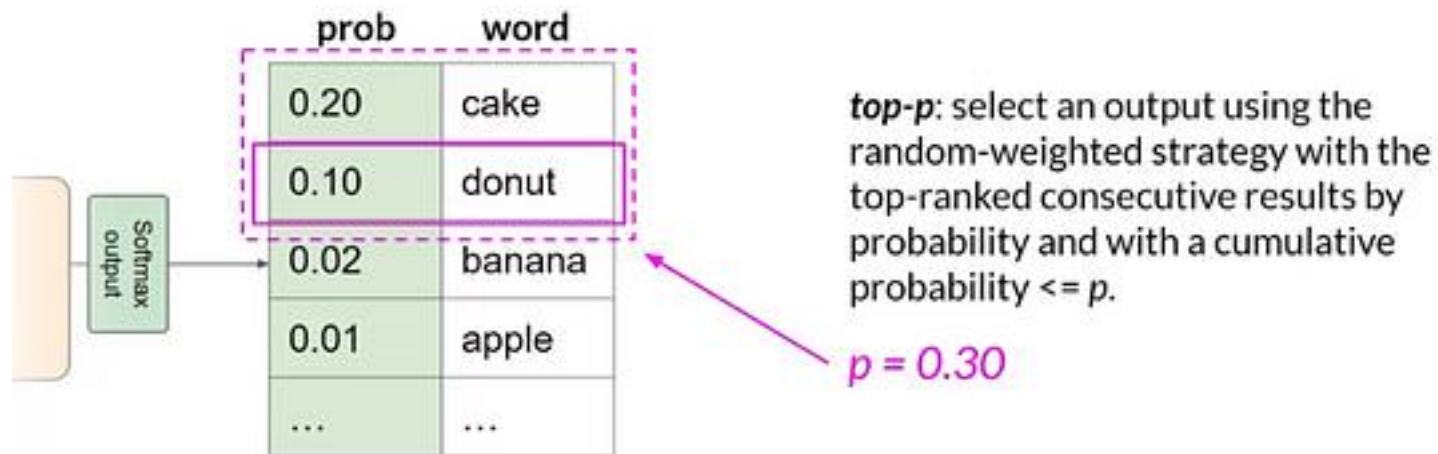 prob word
0.20 cake
0.10 donut
0.02 banana
0.01 apple
... ...
Softmax
output
top-p: select an output using the
random-weighted strategy with the
top-ranked consecutive results by
probability and with a cumulative
probability <= p.
p = 0.30